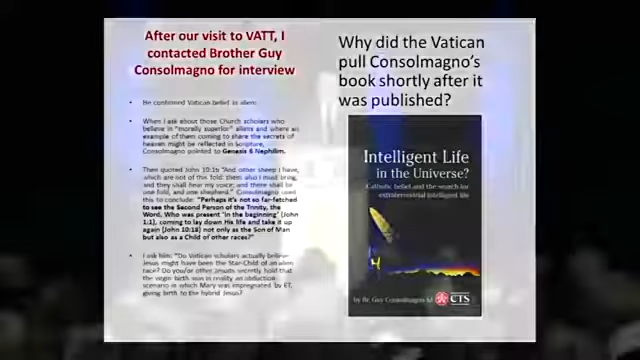 After our visit to VATT, I
contacted Brother Guy
Consolmagno for interview
• He confirmed Vatican belief in aliens
• When I ask about those Church scholars who
believe in "morally superior" aliens and where an
example of them coming to share the secrets of
heaven might be reflected in Scripture,
Consolmagno pointed to Genesis 6 Nephilim.
• Then quoted John 10:16 "And other sheep I have,
which are not of this fold: them also I must bring,
and they shall hear my voice; and there shall be
one fold, and one shepherd." Consolmagno used
this to conclude: "Perhaps it's not so far-fetched
to see the Second Person of the Trinity, the
Word, Who was present 'in the beginning' (John
1:1), coming to lay down His life and take it up
again (John 10:18) not only as the Son of Man
but also as a Child of other races?"
• I ask him: "Do Vatican scholars actually believe
Jesus might have been the Star-Child of an alien
race? Do you/or other Jesuits secretly hold that
the virgin birth was in reality an abduction
scenario in which Mary was impregnated by ET,
giving birth to the hybrid Jesus?
Why did the Vatican
pull Consolmagno's
book shortly after it
was published?
Intelligent Life
in the Universe?
Catholic belief and the search for
extraterrestrial intelligent life
by Br. Guy Consolmagno SJ
CTS